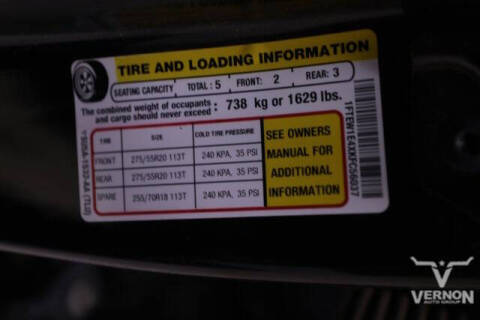 TIRE AND LOADING INFORMATION
SEATING CAPACITY TOTAL: 5 FRONT: 2 REAR: 3
The combined weight of occupants and cargo should never exceed: 738 kg or 1629 lbs.
TIRE SIZE COLD TIRE PRESSURE
FRONT 275/55R20 113T 240 KPA, 35 PSI
REAR 275/55R20 113T 240 KPA, 35 PSI
SPARE 255/70R18 113T 240 KPA, 35 PSI
SEE OWNERS
MANUAL FOR
ADDITIONAL
INFORMATION
1FTEW1E4XKFC56037
VERNON
AUTO GROUP